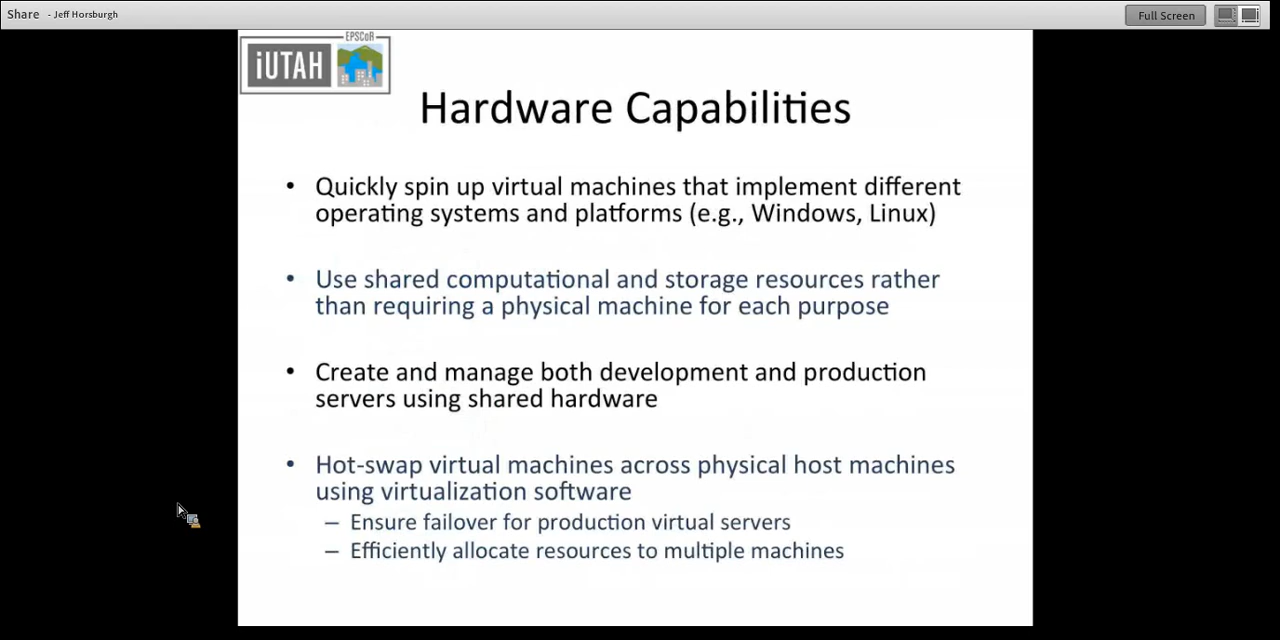 Share - Jeff Horsburgh
Full Screen
EPSCoR
iUTAH
Hardware Capabilities
• Quickly spin up virtual machines that implement different
operating systems and platforms (e.g., Windows, Linux)
• Use shared computational and storage resources rather
than requiring a physical machine for each purpose
• Create and manage both development and production
servers using shared hardware
• Hot-swap virtual machines across physical host machines
using virtualization software
– Ensure failover for production virtual servers
– Efficiently allocate resources to multiple machines